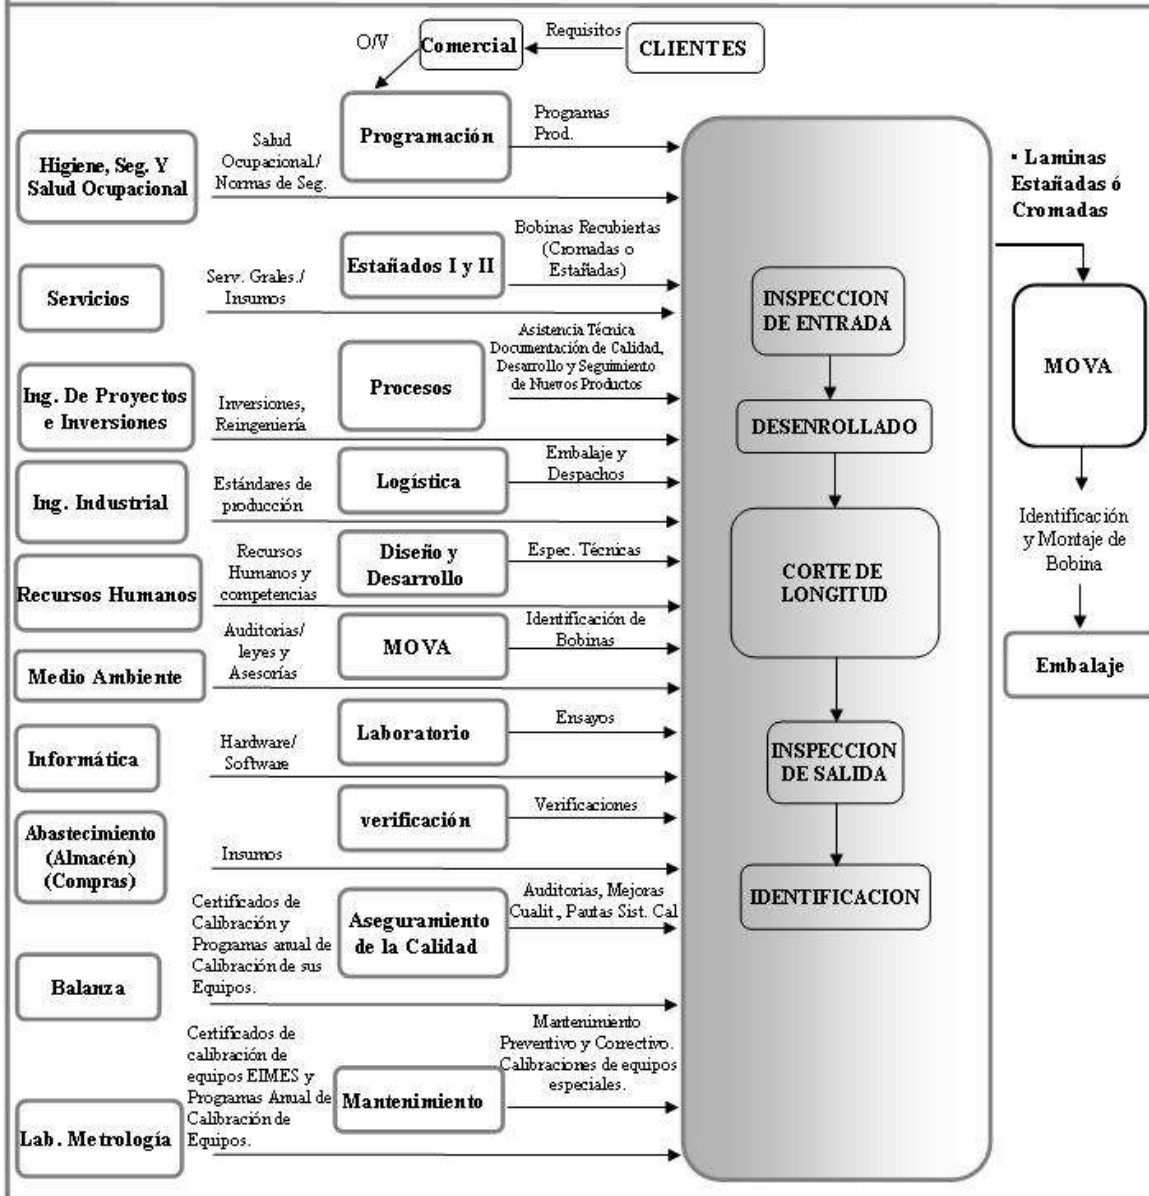 O/V
Comercial
Requisitos
CLIENTES
Programación
Programas
Prod.
Higiene, Seg. Y
Salud Ocupacional
Salud
Ocupacional/
Normas de Seg.
Estañados I y II
Bobinas Recubiertas
(Cromadas o
Estañadas)
Servicios
Serv. Grales./
Insumos
Procesos
Asistencia Técnica
Documentación de Calidad,
Desarrollo y Seguimiento
de Nuevos Productos
Ing. De Proyectos
e Inversiones
Inversiones,
Reingeniería
Logística
Embalaje y
Despachos
Ing. Industrial
Estándares de
producción
Diseño y
Desarrollo
Espec. Técnicas
Recursos Humanos
Recursos
Humanos y
competencias
MOVA
Identificación de
Bobinas
Medio Ambiente
Auditorias/
leyes y
Asesorías
Laboratorio
Ensayos
Informática
Hardware/
Software
verificación
Verificaciones
Abastecimiento
(Almacén)
(Compras)
Insumos
Aseguramiento
de la Calidad
Auditorias, Mejoras
Cualit., Pautas Sist. Cal
Balanza
Certificados de
Calibración y
Programas anual de
Calibración de sus
Equipos.
Mantenimiento
Mantenimiento
Preventivo y Correctivo.
Calibraciones de equipos
especiales.
Lab. Metrología
Certificados de
calibración de
equipos EIMES y
Programas Anual de
Calibración de
Equipos.
INSPECCION
DE ENTRADA
DESENROLLADO
CORTE DE
LONGITUD
INSPECCION
DE SALIDA
IDENTIFICACION
▪ Laminas
Estañadas ó
Cromadas
MOVA
Identificación
y Montaje de
Bobina
Embalaje